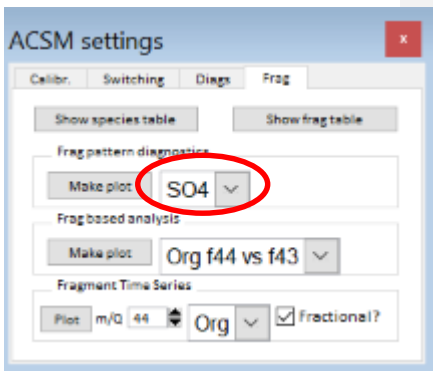 ACSM settings x
Calibr. Switching Diags Frag
Show species table Show frag table
Frag pattern diagnostics
Make plot SO4
Frag based analysis
Make plot Org f44 vs f43
Fragment Time Series
Plot m/Q 44 Org Fractional?